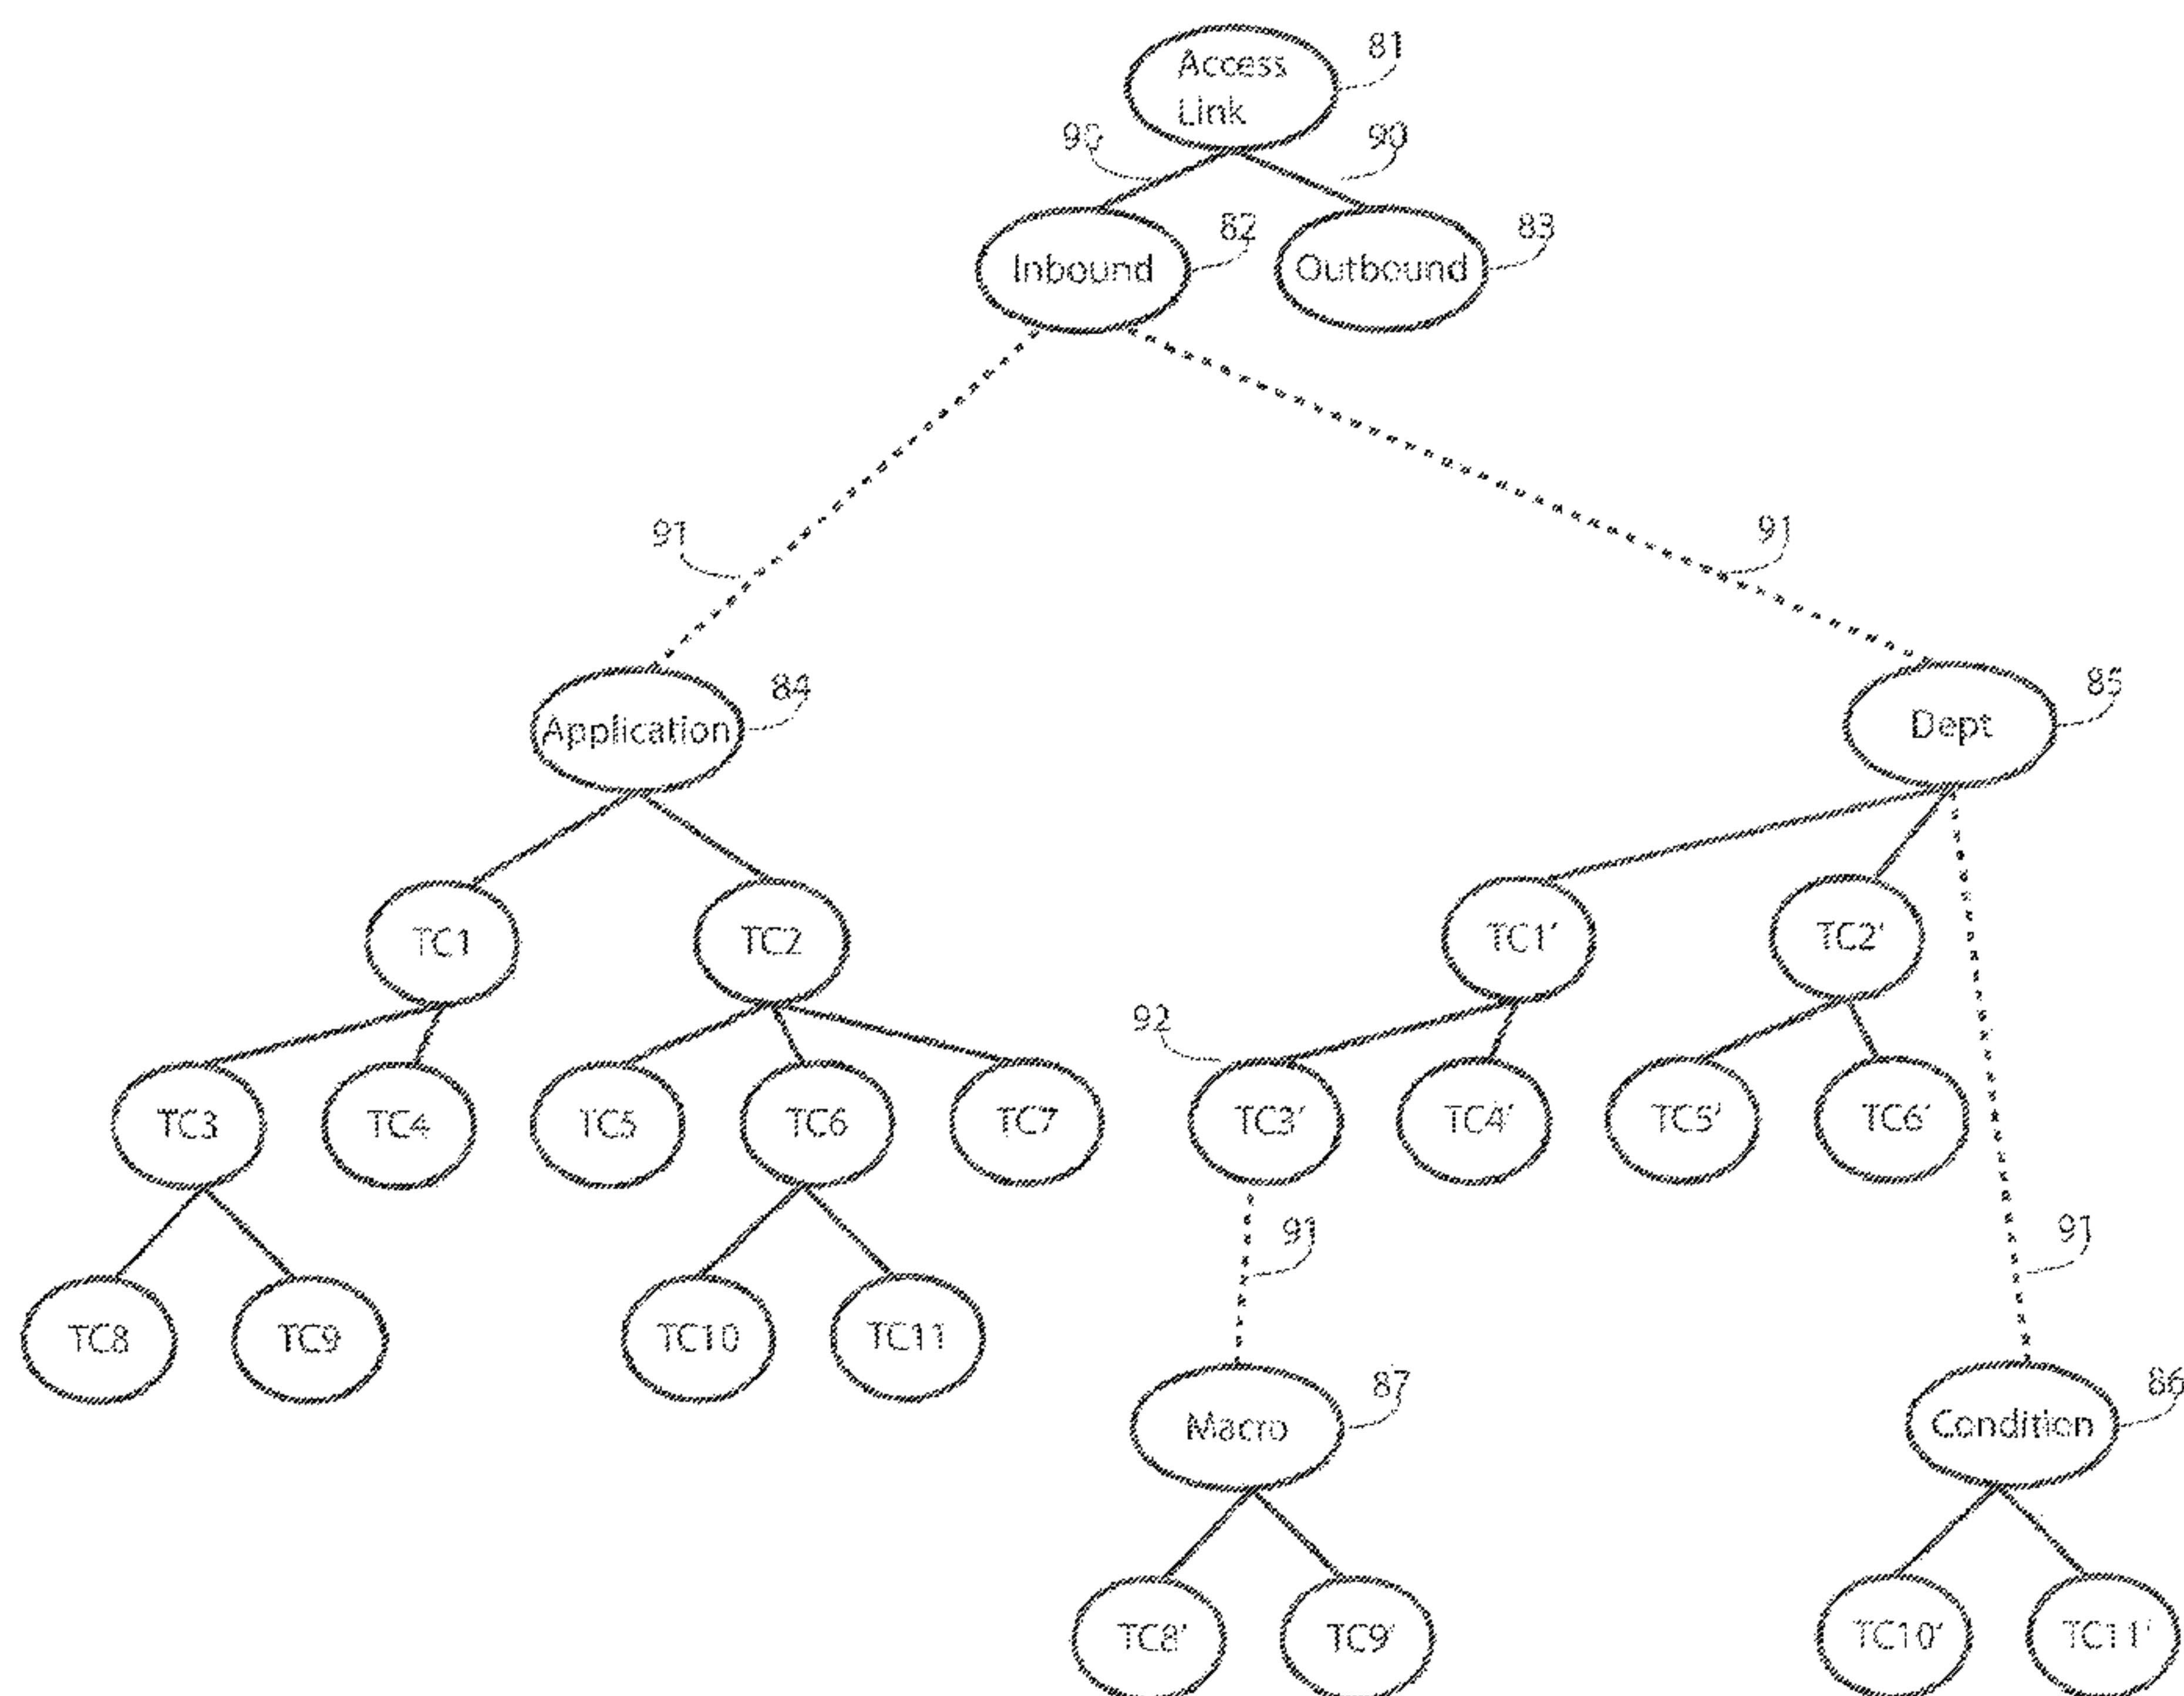 81
Access
Link
90
90
82
83
Inbound
Outbound
91
91
84
85
Application
Dept
TC1
TC2
TC1'
TC2'
92
TC3
TC4
TC5
TC6
TC7
TC3'
TC4'
TC5'
TC6'
91
91
TC8
TC9
TC10
TC11
87
86
Macro
Condition
TC8'
TC9'
TC10'
TC11'